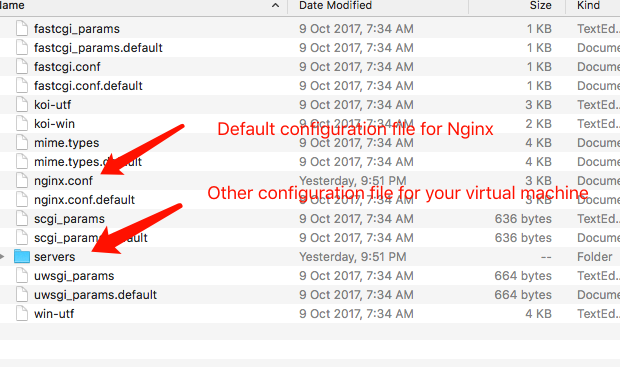 Name Date Modified Size Kind
fastcgi_params 9 Oct 2017, 7:34 AM 1 KB TextEd..
fastcgi_params.default 9 Oct 2017, 7:34 AM 1 KB Docume
fastcgi.conf 9 Oct 2017, 7:34 AM 1 KB TextEd..
fastcgi.conf.default 9 Oct 2017, 7:34 AM 1 KB Docume
koi-utf 9 Oct 2017, 7:34 AM 3 KB TextEd..
koi-win 9 Oct 2017, 7:34 AM 2 KB TextEd..
Default configuration file for Nginx
mime.types 9 Oct 2017, 7:34 AM 4 KB Docume
mime.types.default 9 Oct 2017, 7:34 AM 4 KB Docume
nginx.conf Yesterday, 9:51 PM 3 KB Docume
Other configuration file for your virtual machine
nginx.conf.default 9 Oct 2017, 7:34 AM 3 KB Docume
scgi_params 9 Oct 2017, 7:34 AM 636 bytes TextEd..
scgi_params.default 9 Oct 2017, 7:34 AM 636 bytes Docume
servers Yesterday, 9:51 PM -- Folder
uwsgi_params 9 Oct 2017, 7:34 AM 664 bytes TextEd..
uwsgi_params.default 9 Oct 2017, 7:34 AM 664 bytes Docume
win-utf 9 Oct 2017, 7:34 AM 4 KB TextEd..